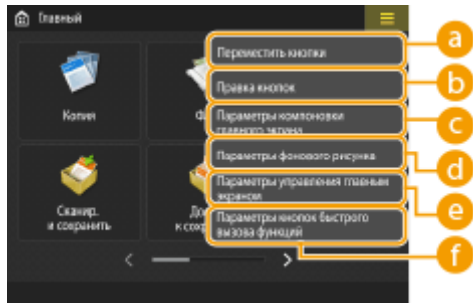 Главный
a
Переместить кнопки
b
Правка кнопок
c
Параметры компоновки
главного экрана
Копия
d
Параметры фонового рисунка
e
Параметры управления главным
экраном
f
Параметры кнопок быстрого
вызова функций
Сканир.
и сохранить